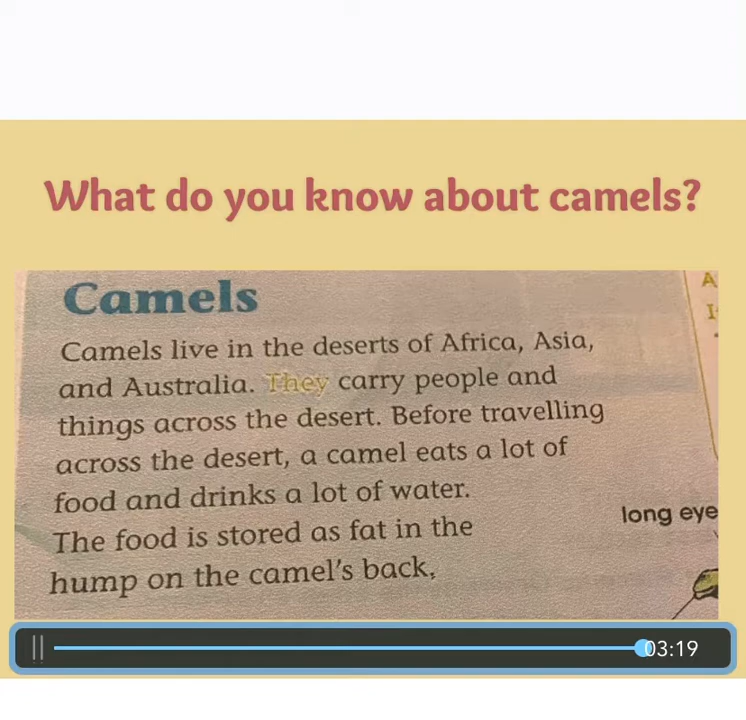 What do you know about camels?
Camels
Camels live in the deserts of Africa, Asia,
and Australia. They carry people and
things across the desert. Before travelling
across the desert, a camel eats a lot of
food and drinks a lot of water.
The food is stored as fat in the
hump on the camel's back,
long eye
03:19